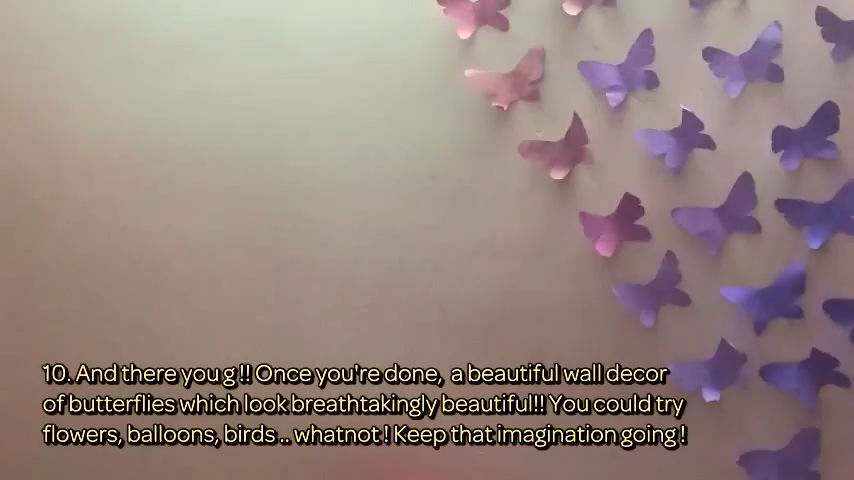 10. And there you g !! Once you're done,  a beautiful wall decor
of butterflies which look breathtakingly beautiful!! You could try
flowers, balloons, birds .. whatnot ! Keep that imagination going !